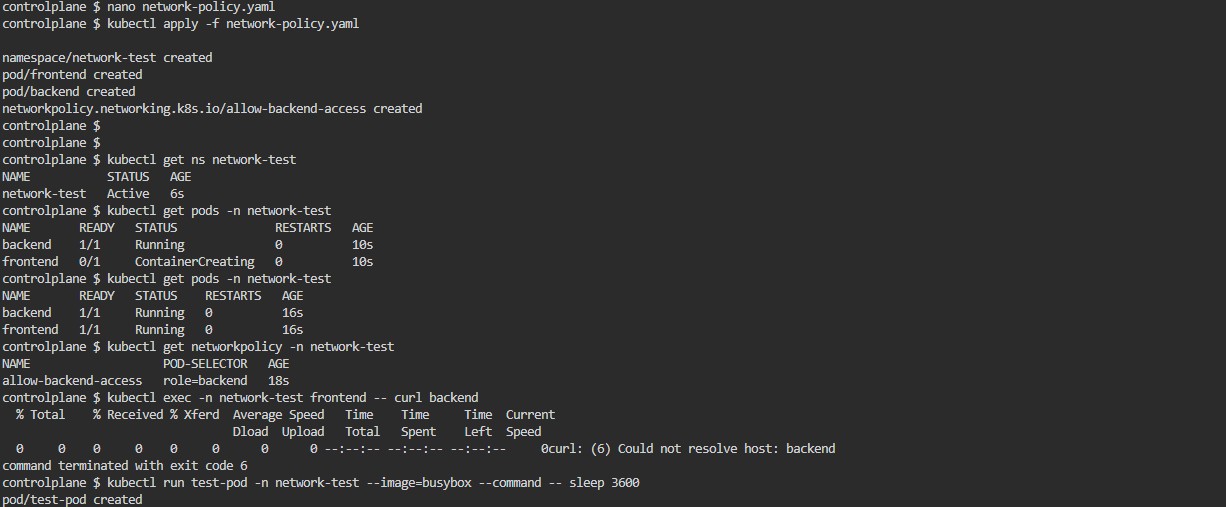 controlplane $ nano network-policy.yaml
controlplane $ kubectl apply -f network-policy.yaml
namespace/network-test created
pod/frontend created
pod/backend created
networkpolicy.networking.k8s.io/allow-backend-access created
controlplane $
controlplane $
controlplane $ kubectl get ns network-test
NAME           STATUS   AGE
network-test   Active   6s
controlplane $ kubectl get pods -n network-test
NAME       READY   STATUS              RESTARTS   AGE
backend    1/1     Running             0          10s
frontend   0/1     ContainerCreating   0          10s
controlplane $ kubectl get pods -n network-test
NAME       READY   STATUS    RESTARTS   AGE
backend    1/1     Running   0          16s
frontend   1/1     Running   0          16s
controlplane $ kubectl get networkpolicy -n network-test
NAME                   POD-SELECTOR   AGE
allow-backend-access   role=backend   18s
controlplane $ kubectl exec -n network-test frontend -- curl backend
  % Total    % Received % Xferd  Average Speed   Time    Time     Time  Current
                                 Dload  Upload   Total   Spent    Left  Speed
  0     0    0     0    0     0      0      0 --:--:-- --:--:-- --:--:--     0curl: (6) Could not resolve host: backend
command terminated with exit code 6
controlplane $ kubectl run test-pod -n network-test --image=busybox --command -- sleep 3600
pod/test-pod created